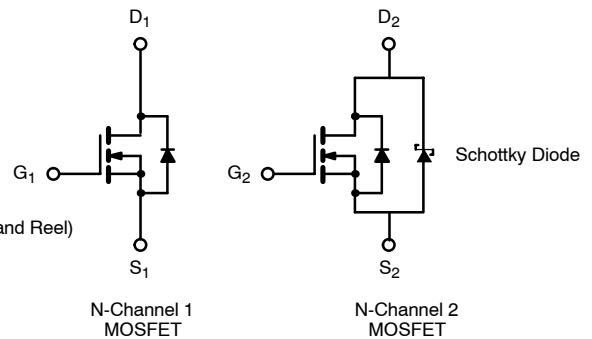 D1
D2
Schottky Diode
G1
G2
and Reel)
S1
S2
N-Channel 1
MOSFET
N-Channel 2
MOSFET